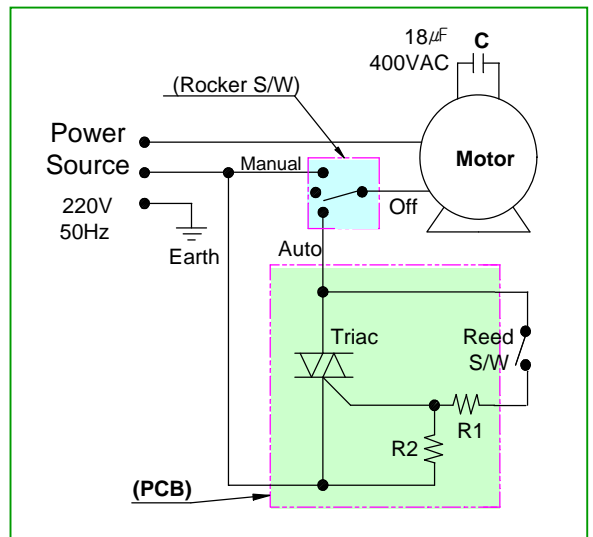 18㎌ C
400VAC
(Rocker S/W)
Power
Source
Manual
Motor
220V
50Hz
Off
Earth
Auto
Triac
Reed
S/W
R1
R2
(PCB)